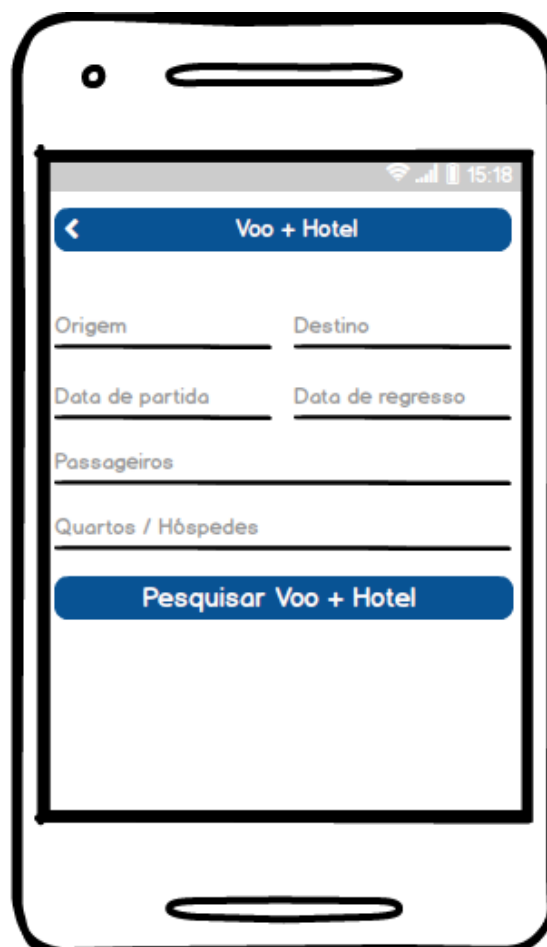 15:18
Voo + Hotel
Origem Destino
Data de partida Data de regresso
Passageiros
Quartos / Hôspedes
Pesquisar Voo + Hotel